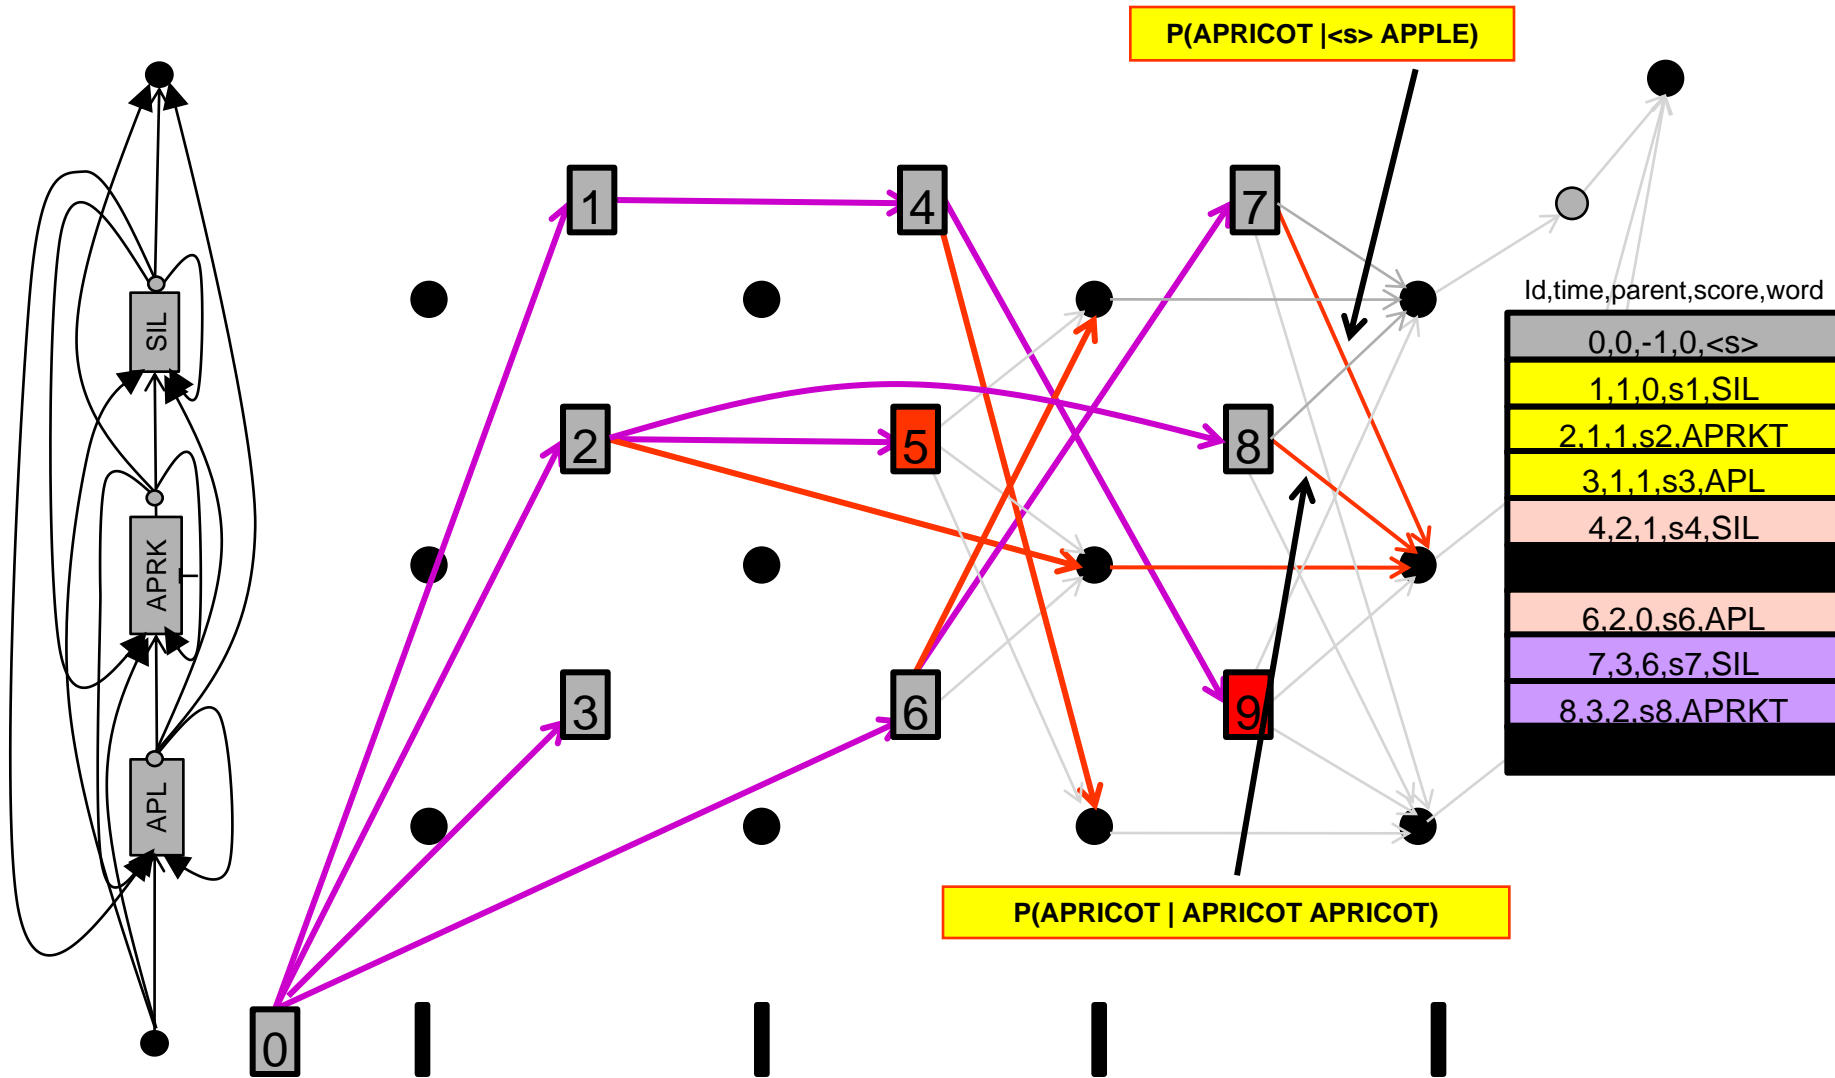 P(APRICOT |<s> APPLE)
1
4
7
Id,time,parent,score,word
SIL
0,0,-1,0,<s>
1,1,0,s1,SIL
2
5
8
2,1,1,s2,APRKT
3,1,1,s3,APL
4,2,1,s4,SIL
APRK
T
6,2,0,s6,APL
3
6
9
7,3,6,s7,SIL
8,3,2,s8,APRKT
APL
P(APRICOT | APRICOT APRICOT)
0